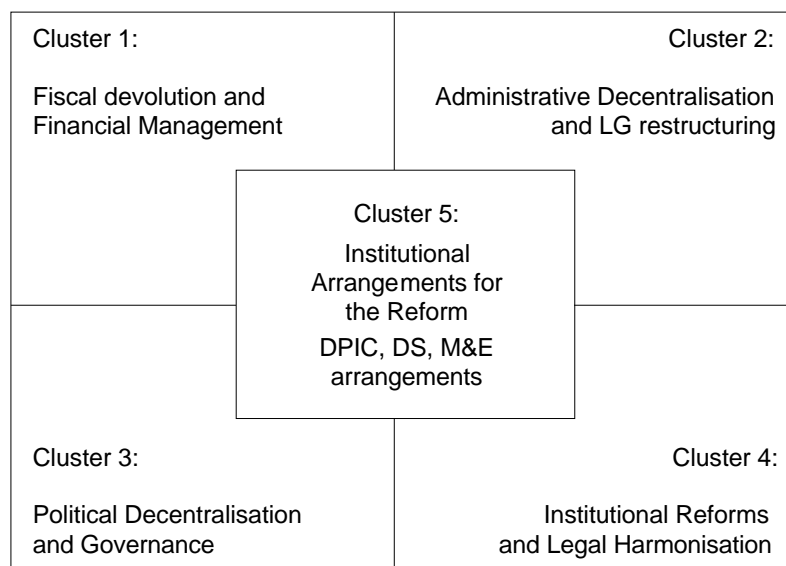 Cluster 1:
Fiscal devolution and
Financial Management
Cluster 2:
Administrative Decentralisation
and LG restructuring
Cluster 5:
Institutional
Arrangements for
the Reform
DPIC, DS, M&E
arrangements
Cluster 3:
Political Decentralisation
and Governance
Cluster 4:
Institutional Reforms
and Legal Harmonisation